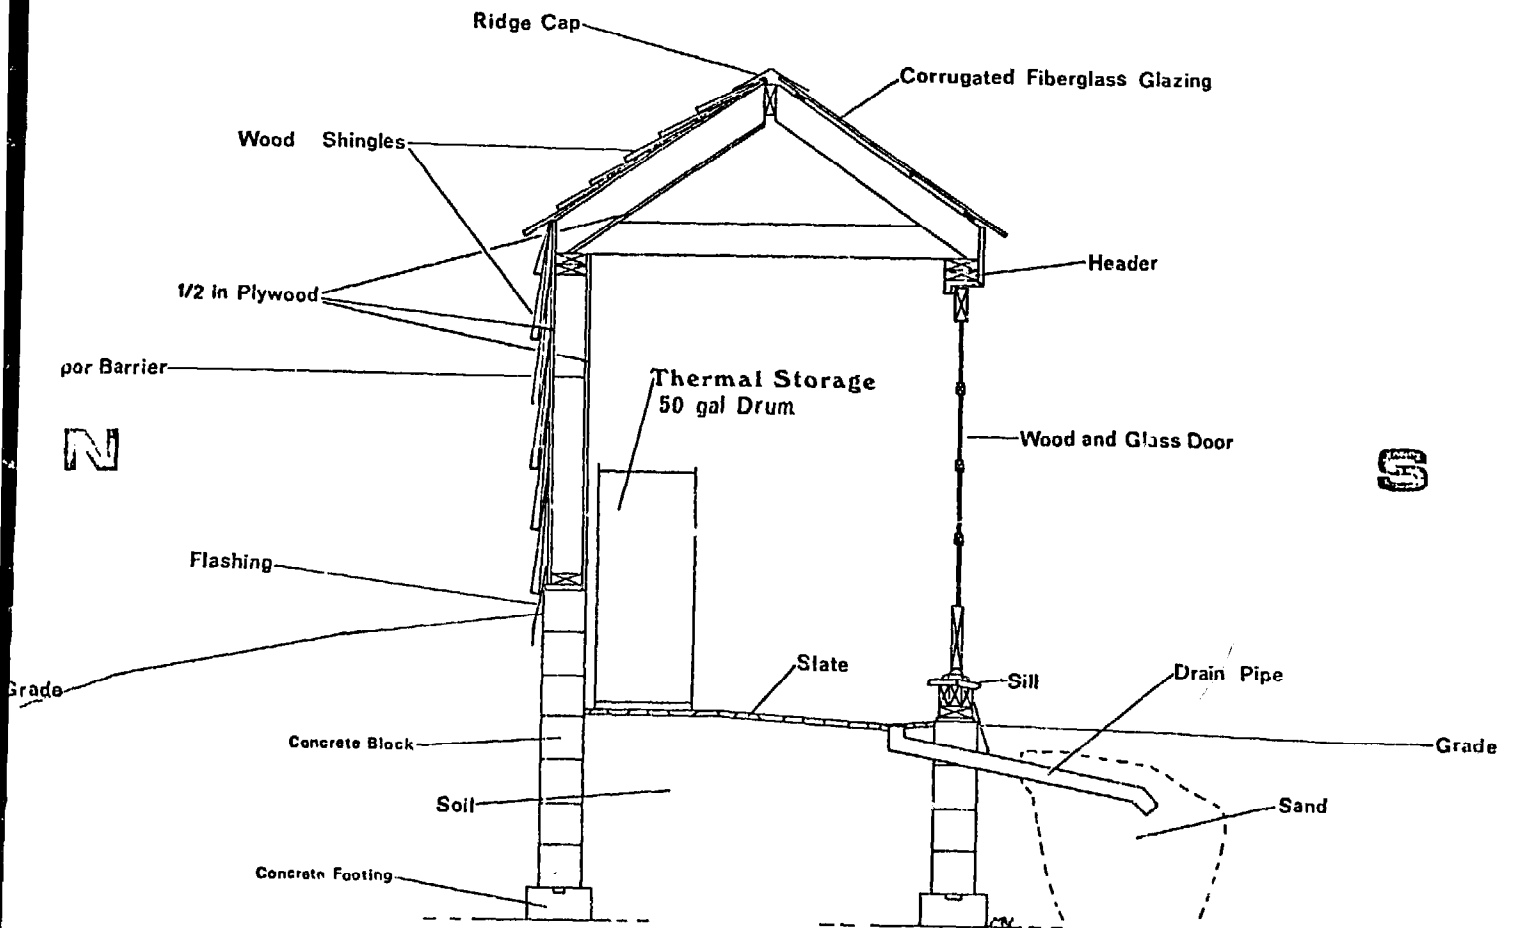 Ridge Cap
Corrugated Fiberglass Glazing
Wood Shingles
Header
1/2 in Plywood
por Barrier
Thermal Storage
50 gal Drum
N
Wood and Glass Door
S
Flashing
Slate
Drain Pipe
Sill
Grade
Concrete Block
Grade
Soil
Sand
Concrete Footing